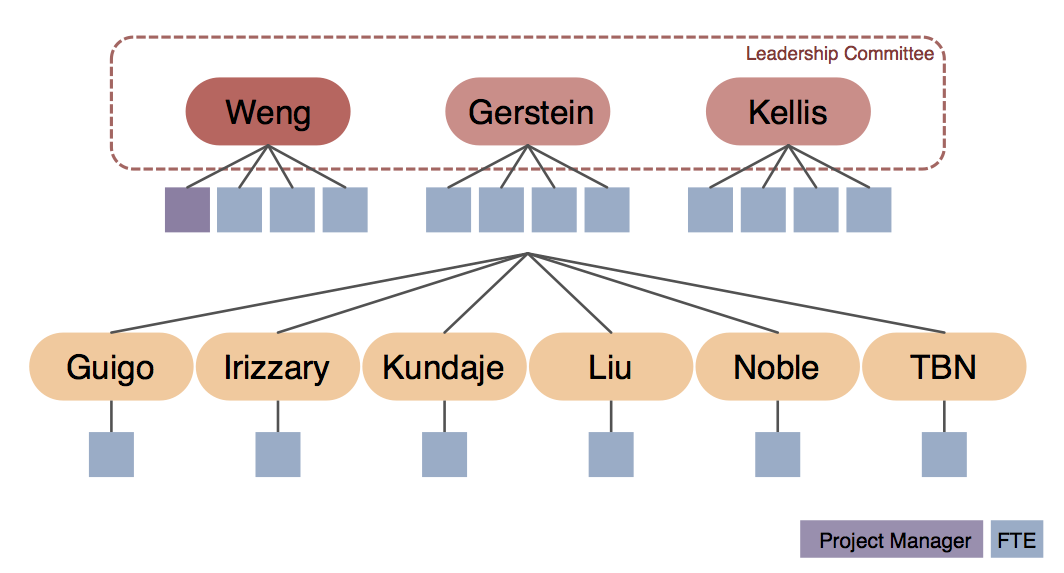 Leadership Committee
Weng
Gerstein
Kellis
Guigo
Irizzary
Kundaje
Liu
Noble
TBN
Project Manager
FTE